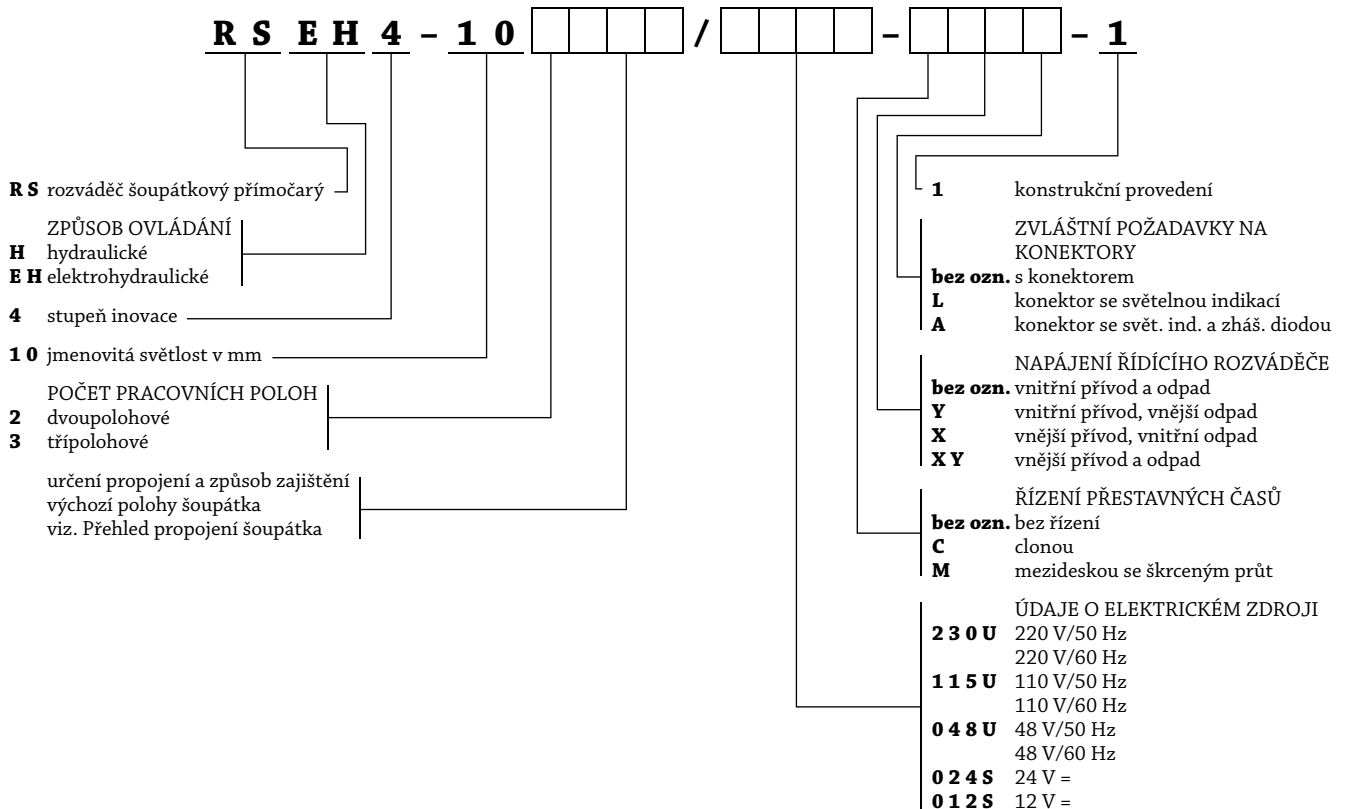 R S E H 4 – 1 0 / – – 1
R S rozváděč šoupátkový přímočarý
ZPŮSOB OVLÁDÁNÍ
H hydraulické
E H elektrohydraulické
4 stupeň inovace
1 0 jmenovitá světlost v mm
POČET PRACOVNÍCH POLOH
2 dvoupolohové
3 třípolohové
určení propojení a způsob zajištění
výchozí polohy šoupátka
viz. Přehled propojení šoupátka
1 konstrukční provedení
ZVLÁŠTNÍ POŽADAVKY NA
KONEKTORY
bez ozn. s konektorem
L konektor se světelnou indikací
A konektor se svět. ind. a zháš. diodou
NAPÁJENÍ ŘÍDÍCÍHO ROZVÁDĚČE
bez ozn. vnitřní přívod a odpad
Y vnitřní přívod, vnější odpad
X vnější přívod, vnitřní odpad
X Y vnější přívod a odpad
ŘÍZENÍ PŘESTAVNÝCH ČASŮ
bez ozn. bez řízení
C clonou
M mezideskou se škrceným průt
ÚDAJE O ELEKTRICKÉM ZDROJI
2 3 0 U 220 V/50 Hz
220 V/60 Hz
1 1 5 U 110 V/50 Hz
110 V/60 Hz
0 4 8 U 48 V/50 Hz
48 V/60 Hz
0 2 4 S 24 V =
0 1 2 S 12 V =